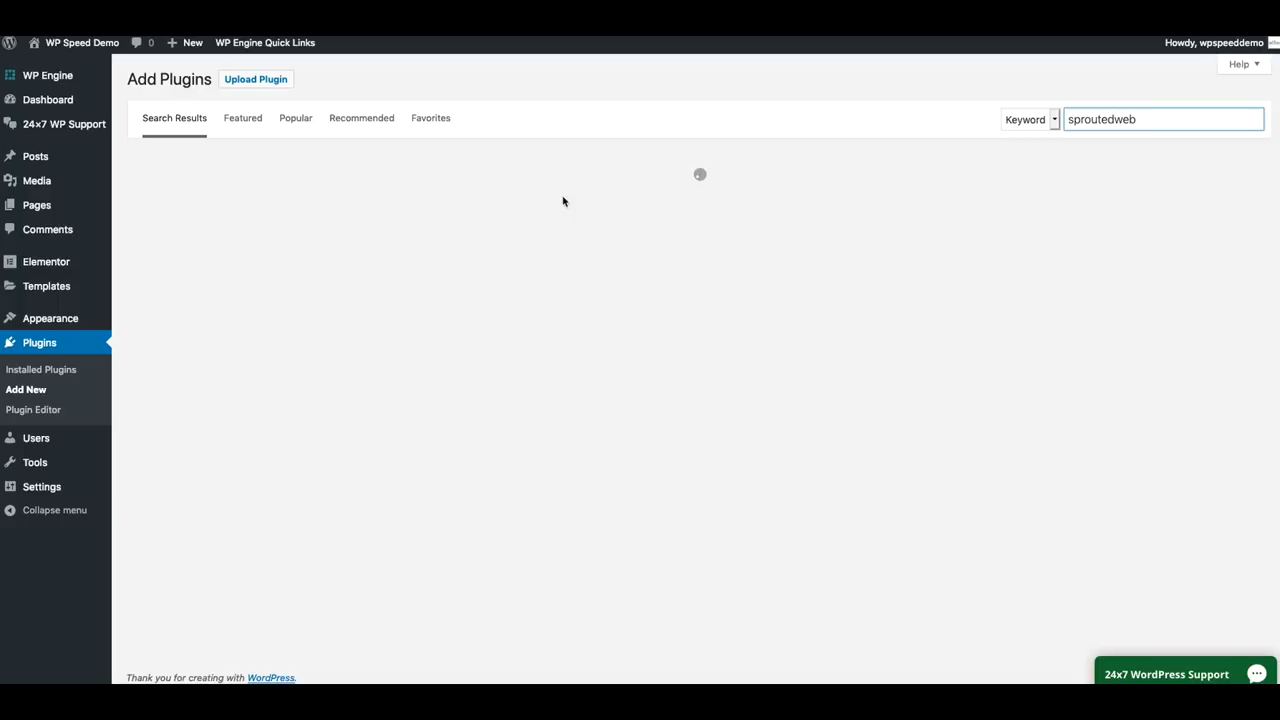 WP Speed Demo 0 New WP Engine Quick Links Howdy, wpspeeddemo
Help
WP Engine
Dashboard
24×7 WP Support
Posts
Media
Pages
Comments
Elementor
Templates
Appearance
Plugins
Installed Plugins
Add New
Plugin Editor
Users
Tools
Settings
Collapse menu
Add Plugins Upload Plugin
Search Results Featured Popular Recommended Favorites Keyword sproutedweb
Thank you for creating with WordPress.
24x7 WordPress Support